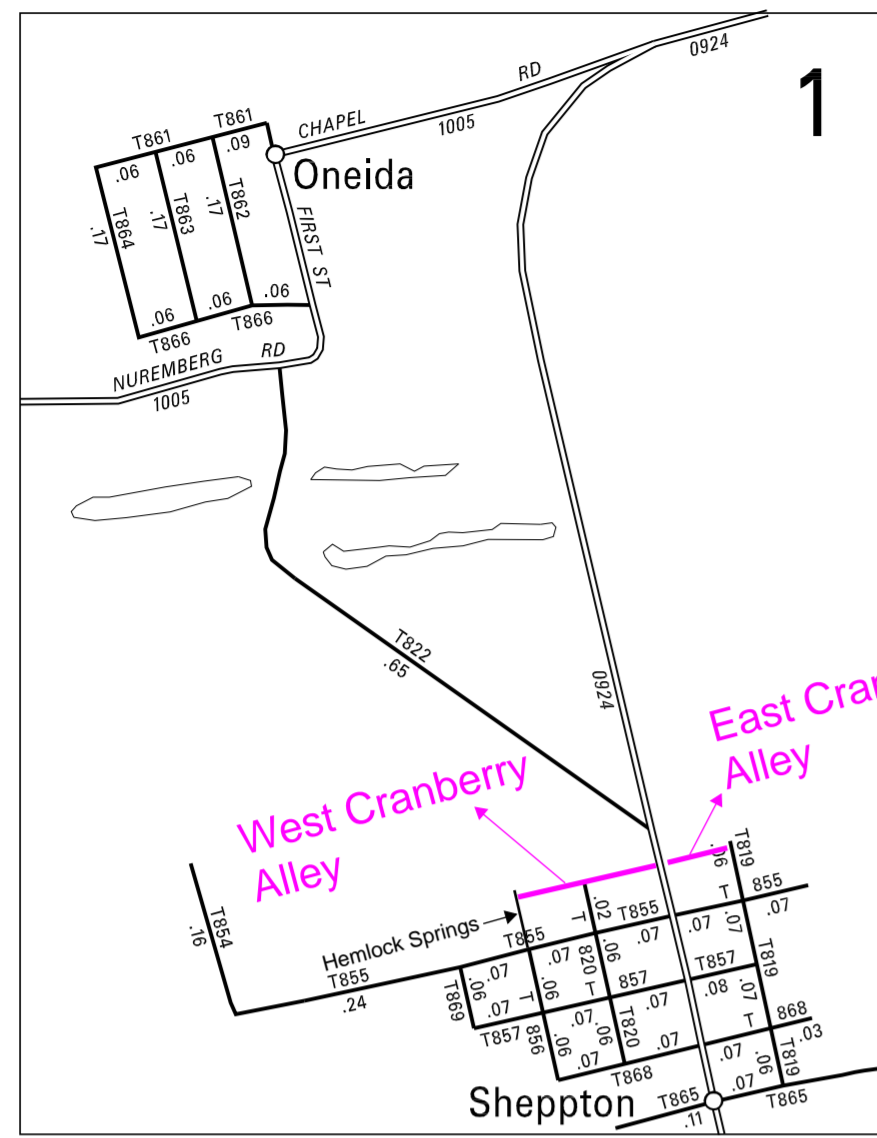 0924
1
RD
CHAPEL
1005
T861
T861
.06
.06
.09
Oneida
T864
.17
T863
.17
T862
.17
FIRST ST
.06
.06
.06
T866
T866
NUREMBERG RD
1005
T822
.65
0924
East Cran
Alley
West Cranberry
Alley
T819
.06
T 855
.07
T854
.16
Hemlock Springs
T855
.24
T855
T
.02
T855
.07
.07
.07
T819
.07
.06
.07
.07
.06
820
.06
T857
.08
.07
T869
T857
T
856
.07
T 857
.07
T 868
.03
.06
.07
.06
T820
.07
T868
.07
.06
T819
Sheppton
T865
.11
.07
T865